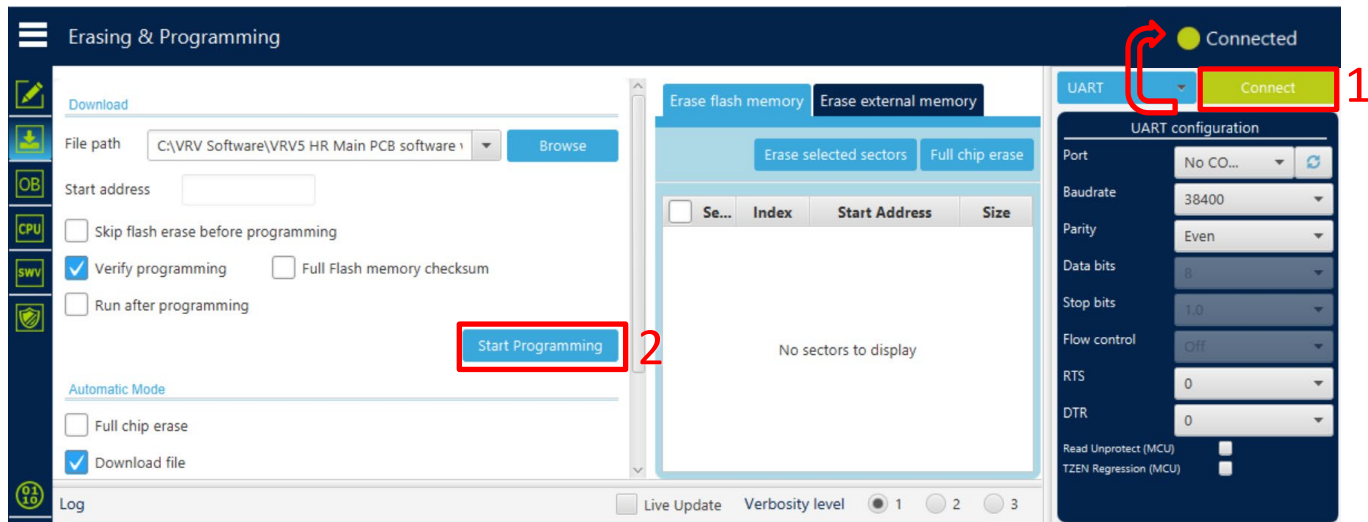 Erasing & Programming
Connected
OB
CPU
SWV
01
10
Download
File path
C:\VRV Software\VRV5 HR Main PCB software
Browse
Start address
Skip flash erase before programming
Verify programming
Full Flash memory checksum
Run after programming
Start Programming
2
Automatic Mode
Full chip erase
Download file
Erase flash memory
Erase external memory
Erase selected sectors
Full chip erase
Se...
Index
Start Address
Size
No sectors to display
UART
Connect
1
UART configuration
Port
No CO...
Baudrate
38400
Parity
Even
Data bits
8
Stop bits
1.0
Flow control
Off
RTS
0
DTR
0
Read Unprotect (MCU)
TZEN Regression (MCU)
Log
Live Update
Verbosity level
1
2
3